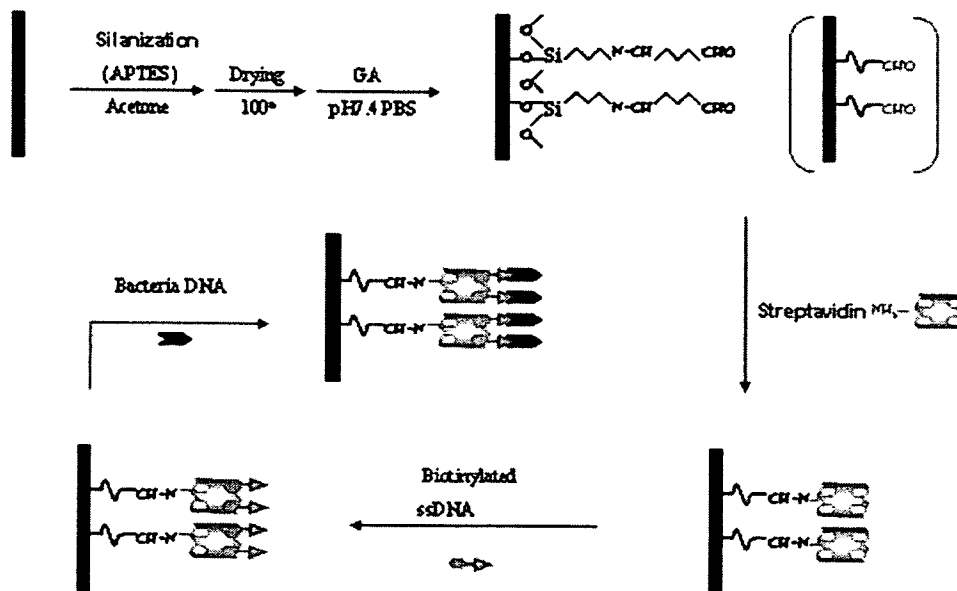 Silanization
(APTES)
Acetone
Drying
100°
GA
pH7.4 PBS
Si N-CH CHO
Si N-CH CHO
CHO
CHO
Streptavidin NH₂-
CH-N
CH-N
Biotinylated
ssDNA
CH-N
CH-N
Bacteria DNA
CH-N
CH-N